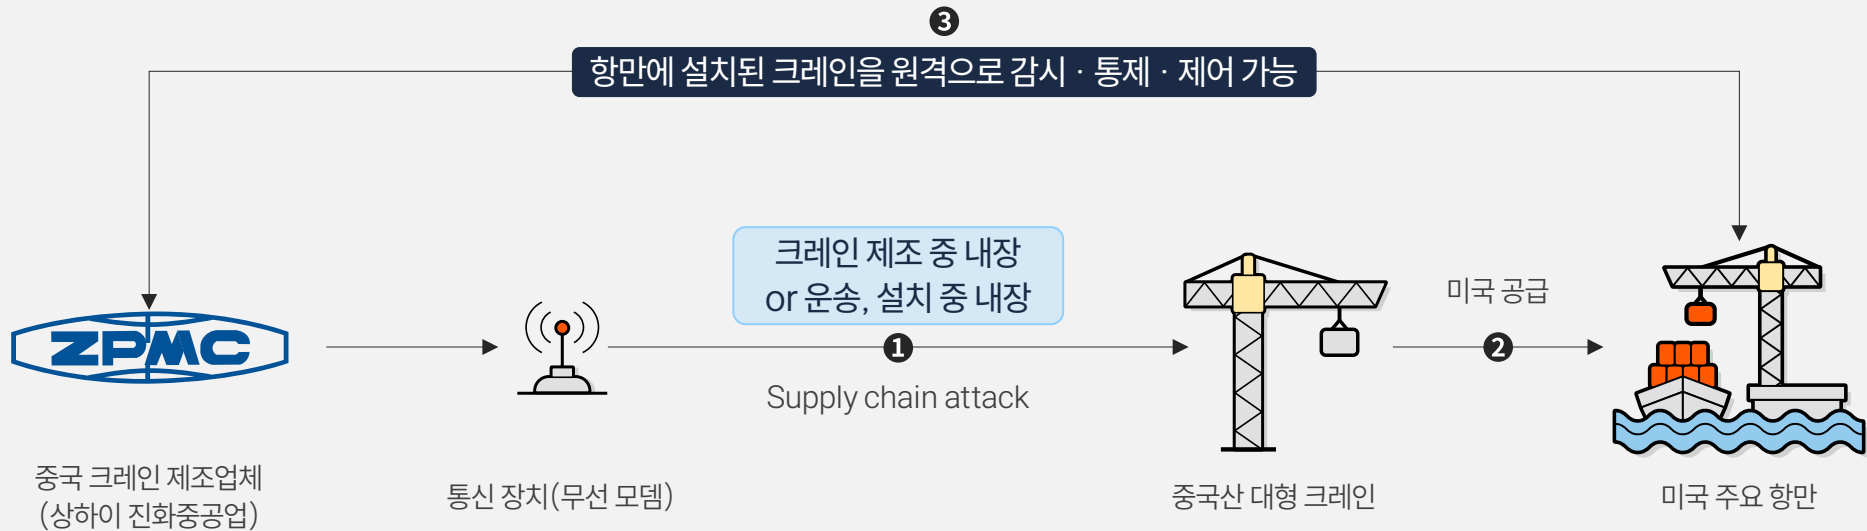 ❸
항만에 설치된 크레인을 원격으로 감시 · 통제 · 제어 가능
크레인 제조 중 내장
or 운송, 설치 중 내장
❶
Supply chain attack
미국 공급
❷
ZPMC
중국 크레인 제조업체
(상하이 진화중공업)
통신 장치(무선 모뎀)
중국산 대형 크레인
미국 주요 항만